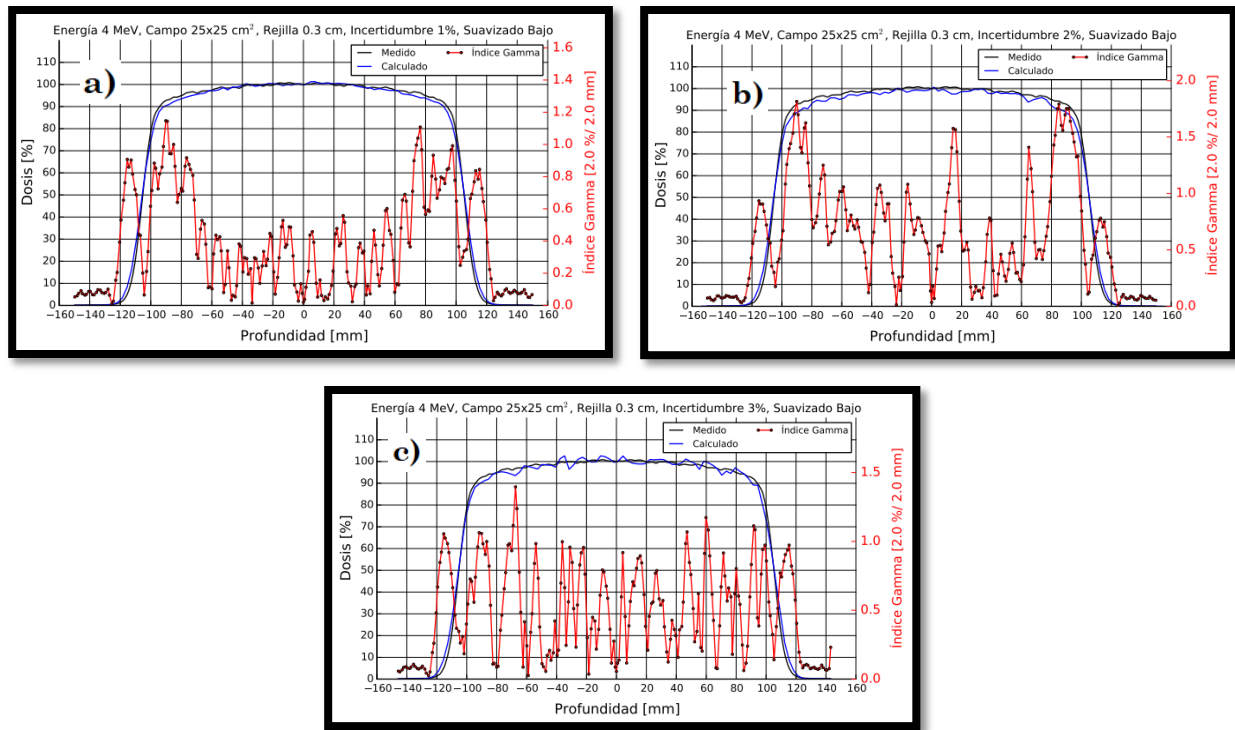 Energía 4 MeV, Campo 25x25 cm², Rejilla 0.3 cm, Incertidumbre 1%, Suavizado Bajo
a)
Medido
Calculado
Índice Gamma
Dosis [%]
0
10
20
30
40
50
60
70
80
90
100
110
−160 −140 −120 −100 −80 −60 −40 −20 0 20 40 60 80 100 120 140 160
Profundidad [mm]
0.0
0.2
0.4
0.6
0.8
1.0
1.2
1.4
1.6
Índice Gamma [2.0 %/ 2.0 mm]
Energía 4 MeV, Campo 25x25 cm², Rejilla 0.3 cm, Incertidumbre 2%, Suavizado Bajo
b)
Medido
Calculado
Índice Gamma
Dosis [%]
0
10
20
30
40
50
60
70
80
90
100
110
−160 −140 −120 −100 −80 −60 −40 −20 0 20 40 60 80 100 120 140 160
Profundidad [mm]
0.0
0.5
1.0
1.5
2.0
Índice Gamma [2.0 %/ 2.0 mm]
Energía 4 MeV, Campo 25x25 cm², Rejilla 0.3 cm, Incertidumbre 3%, Suavizado Bajo
c)
Medido
Calculado
Índice Gamma
Dosis [%]
0
10
20
30
40
50
60
70
80
90
100
110
−160 −140 −120 −100 −80 −60 −40 −20 0 20 40 60 80 100 120 140 160
Profundidad [mm]
0.0
0.5
1.0
1.5
Índice Gamma [2.0 %/ 2.0 mm]